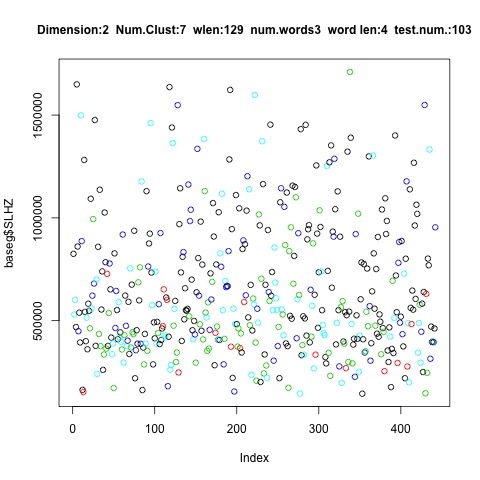 Dimension:2 Num.Clust:7 wlen:129 num.words3 word len:4 test.num.:103
baseg$SLHZ
1500000
1000000
500000
0 100 200 300 400
Index